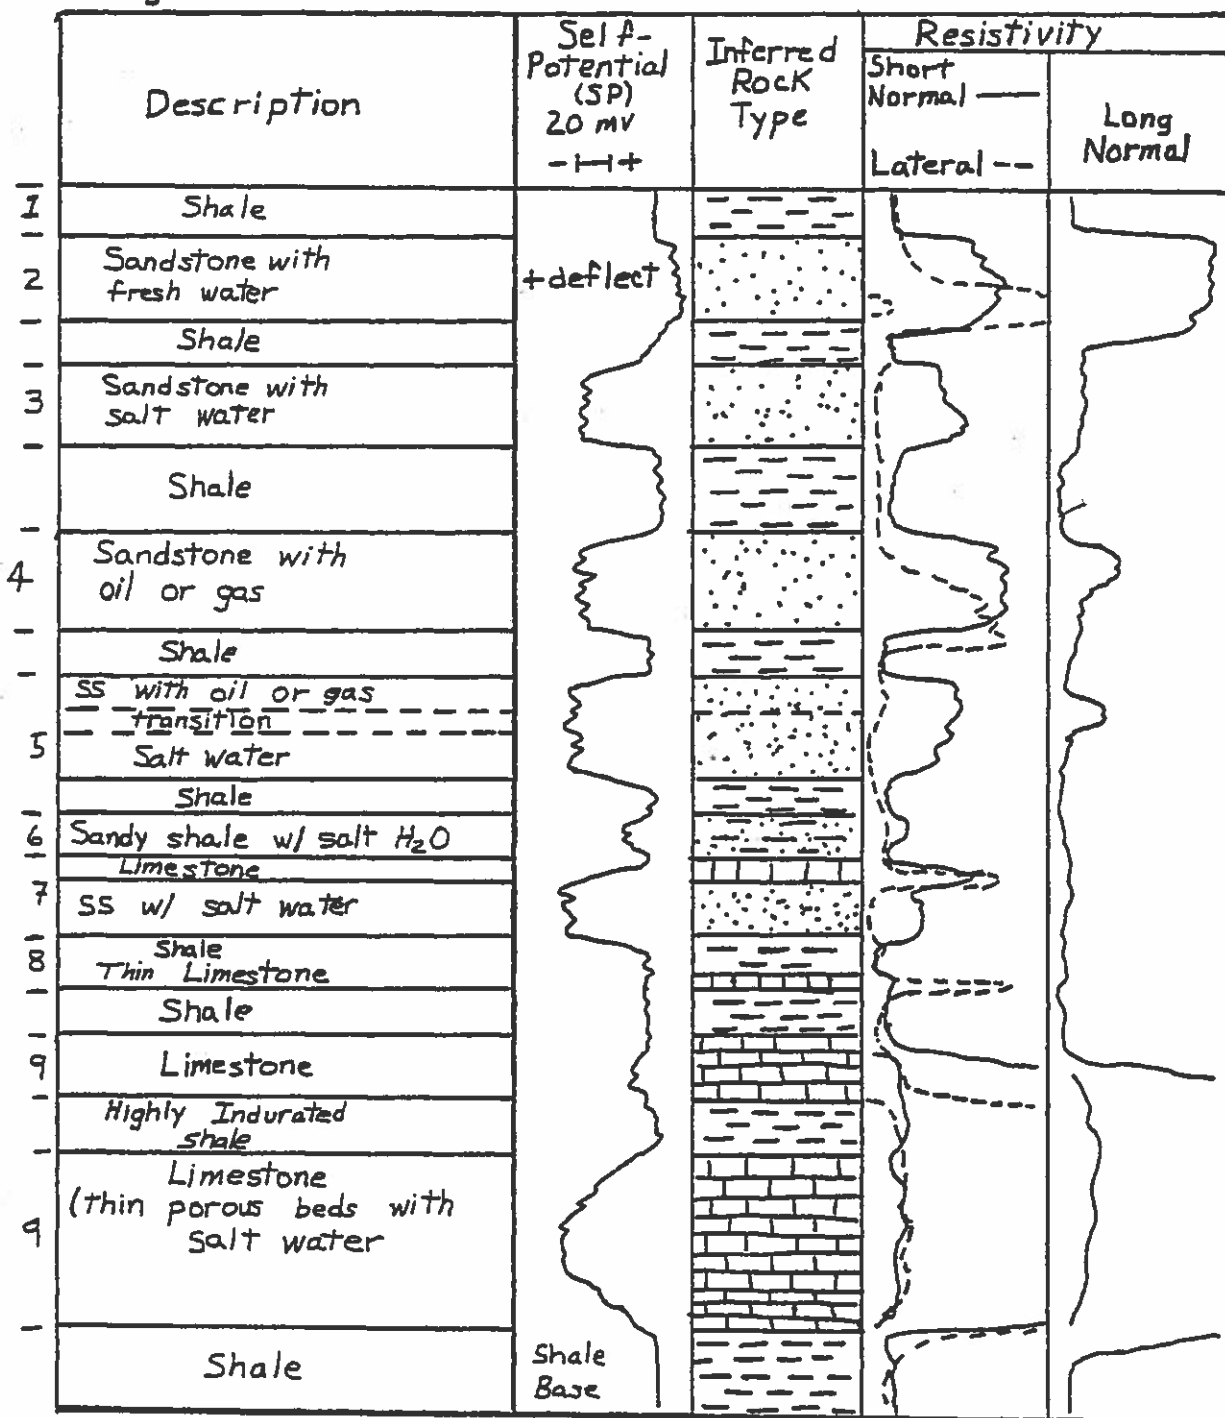 Description
Self-
Potential
(SP)
20 mv
- +
Inferred
Rock
Type
Resistivity
Short
Normal
Lateral
Long
Normal
1
Shale
2
Sandstone with
fresh water
+deflect
Shale
3
Sandstone with
salt water
Shale
4
Sandstone with
oil or gas
Shale
5
SS with oil or gas
transition
Salt water
Shale
6
Sandy shale w/ salt H₂O
Limestone
7
SS w/ salt water
8
Shale
Thin Limestone
Shale
9
Limestone
Highly Indurated
shale
9
Limestone
(thin porous beds with
salt water
Shale
Shale
Base